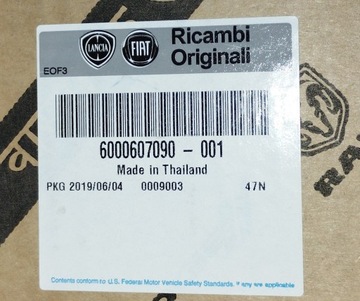 LANCIA
FIAT
Ricambi
Originali
EOF3
6000607090 - 001
Made in Thailand
PKG 2019/06/04 0009003 47N
Contents conform to U.S. Federal Motor Vehicle Safety Standards, if any are applicable
RA